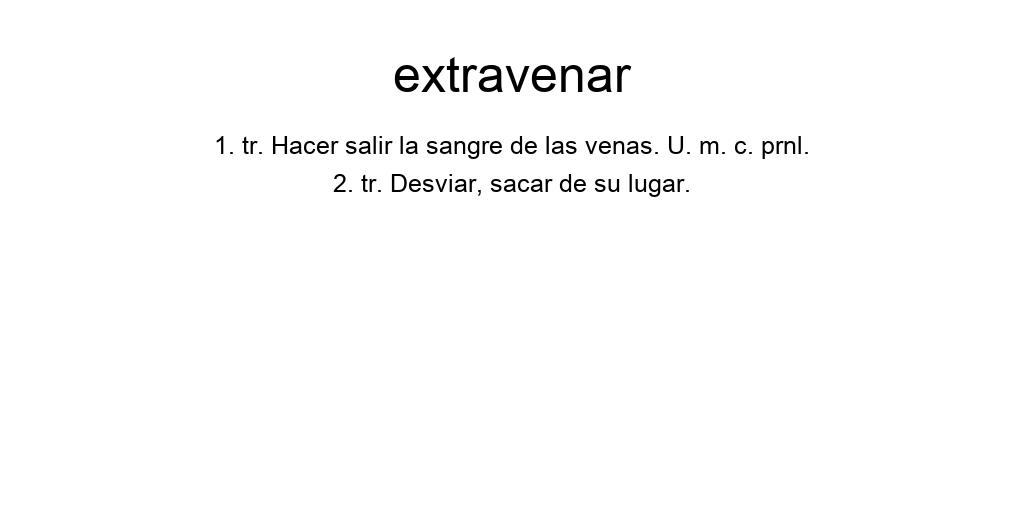 extravenar
1. tr. Hacer salir la sangre de las venas. U. m. c. prnl.
2. tr. Desviar, sacar de su lugar.